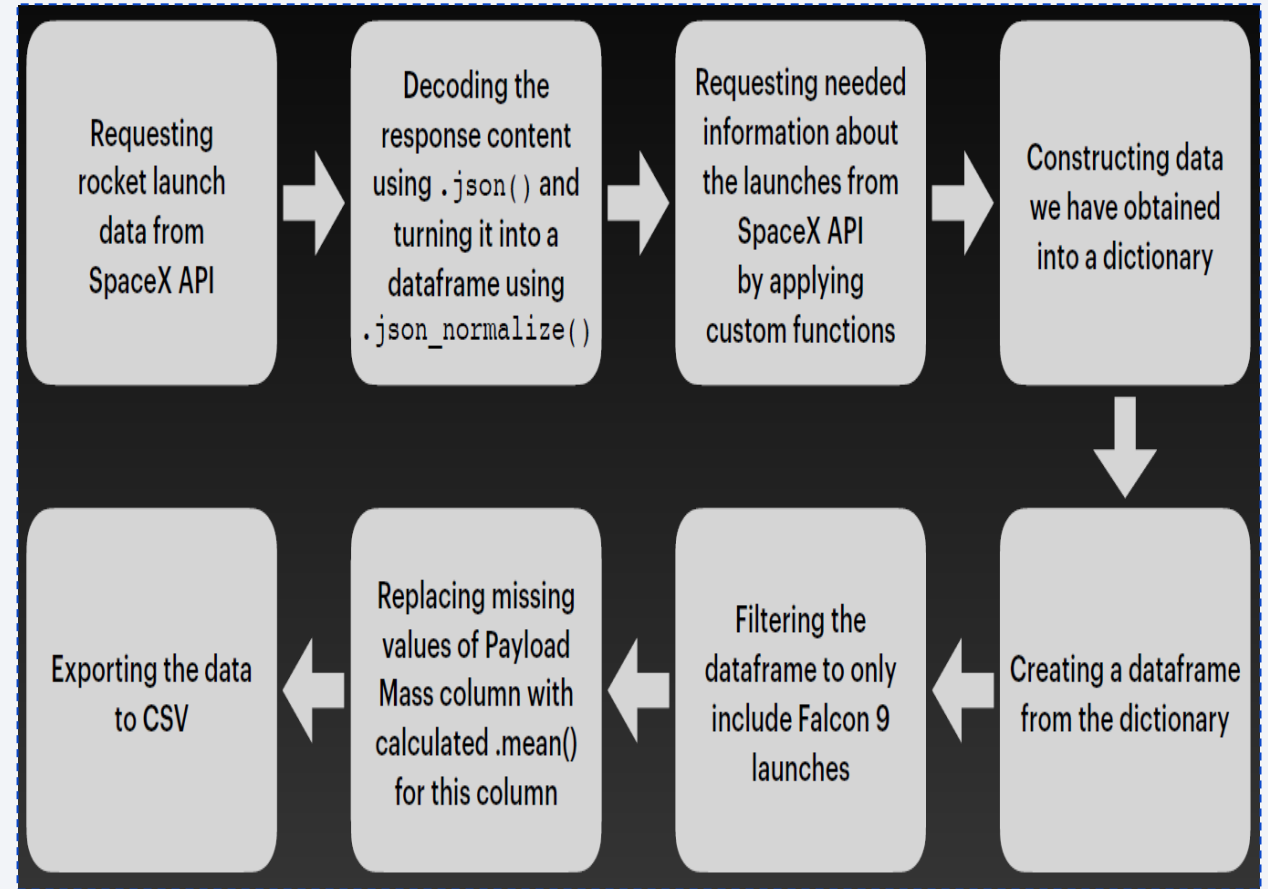 Requesting
rocket launch
data from
SpaceX API
Decoding the
response content
using .json() and
turning it into a
dataframe using
.json_normalize()
Requesting needed
information about
the launches from
SpaceX API
by applying
custom functions
Constructing data
we have obtained
into a dictionary
Creating a dataframe
from the dictionary
Filtering the
dataframe to only
include Falcon 9
launches
Replacing missing
values of Payload
Mass column with
calculated .mean()
for this column
Exporting the data
to CSV